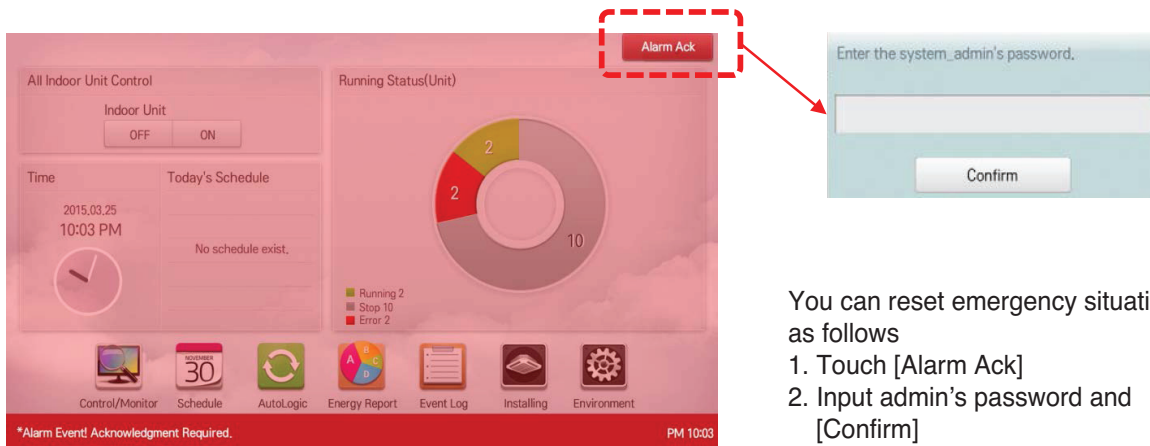 Alarm Ack
All Indoor Unit Control
Indoor Unit
OFF ON
Running Status(Unit)
2
2
10
Running 2
Stop 10
Error 2
Time
2015.03.25
10:03 PM
Today's Schedule
No schedule exist.
NOVEMBER
30
A B C D
Control/Monitor Schedule AutoLogic Energy Report Event Log Installing Environment
*Alarm Event! Acknowledgment Required. PM 10:03
Enter the system_admin's password.
Confirm
You can reset emergency situati
as follows
1. Touch [Alarm Ack]
2. Input admin's password and
[Confirm]